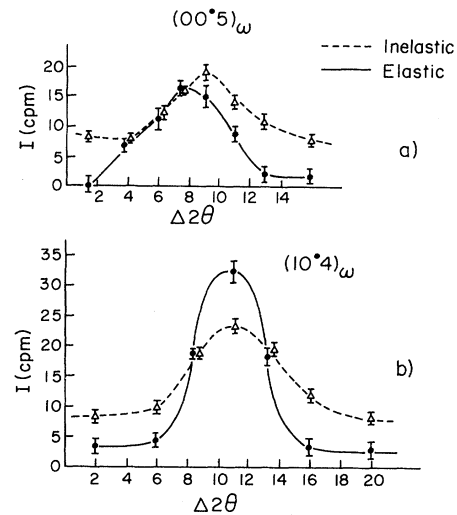 (00•5)ω
Inelastic
Elastic
I (cpm)
20
15
10
5
0
2 4 6 8 10 12 14
Δ2θ
a)
(10•4)ω
I (cpm)
35
30
25
20
15
10
5
0
2 4 6 8 10 12 14 16 18 20
Δ2θ
b)